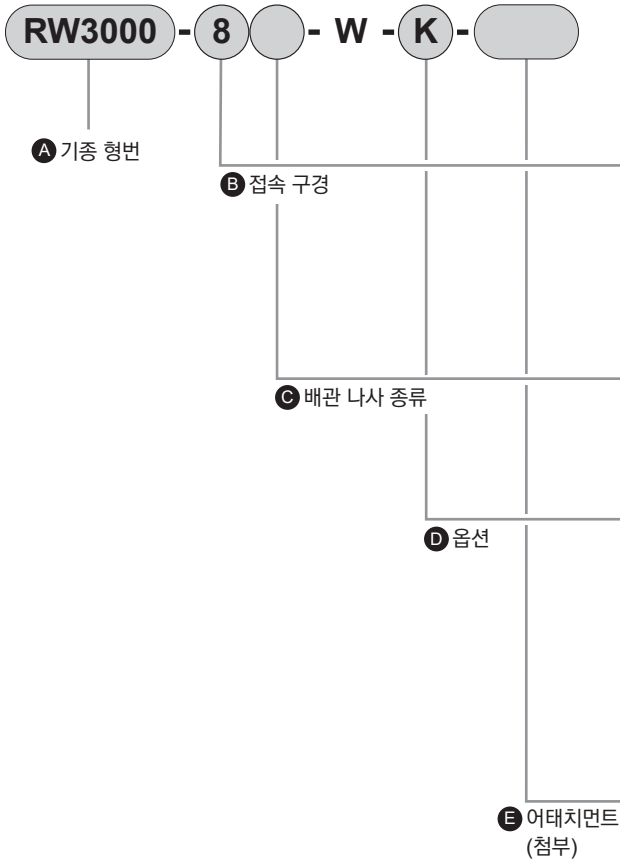 RW3000 - 8 - W - K -
A 기종 형번
B 접속 구경
C 배관 나사 종류
D 옵션
E 어태치먼트
(첨부)